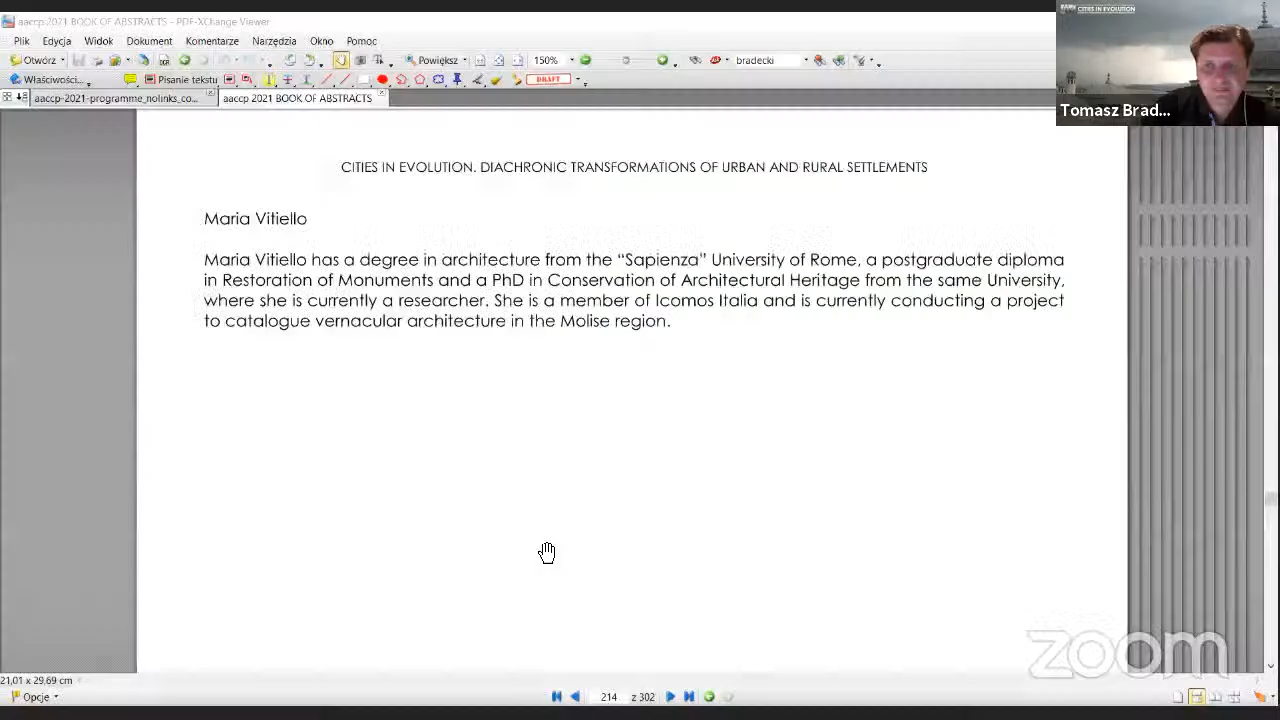 aaccp 2021 BOOK OF ABSTRACTS - PDF-XChange Viewer
CITIES IN EVOLUTION
Plik Edycja Widok Dokument Komentarze Narzędzia Okno Pomoc
Otwórz Powiększ 150% bradecki
Właściwości... Pisanie tekstu DRAFT
aaccp-2021-programme_nolinks_co... aaccp 2021 BOOK OF ABSTRACTS
Tomasz Brad...
CITIES IN EVOLUTION. DIACHRONIC TRANSFORMATIONS OF URBAN AND RURAL SETTLEMENTS
Maria Vitiello
Maria Vitiello has a degree in architecture from the “Sapienza” University of Rome, a postgraduate diploma
in Restoration of Monuments and a PhD in Conservation of Architectural Heritage from the same University,
where she is currently a researcher. She is a member of Icomos Italia and is currently conducting a project
to catalogue vernacular architecture in the Molise region.
zoom
21,01 x 29,69 cm
Opcje 214 z 302